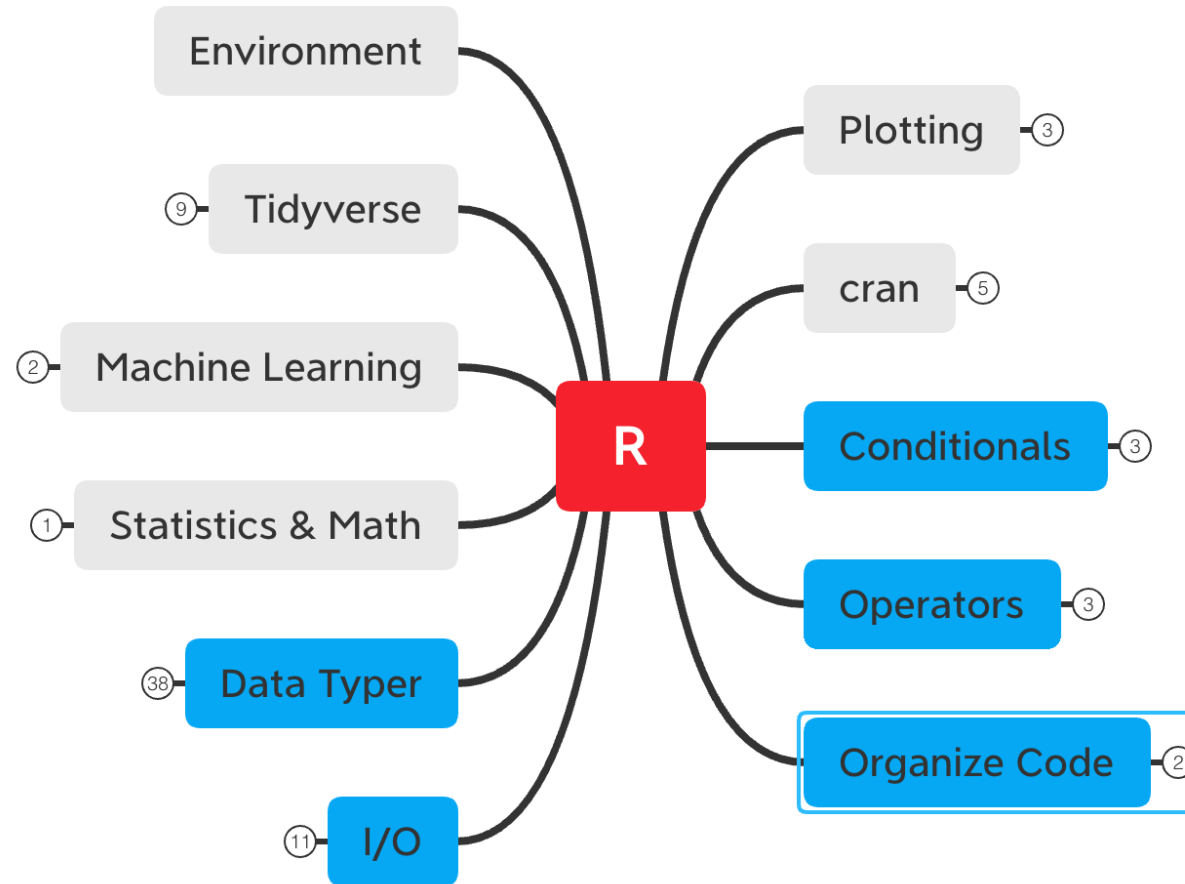 Environment
Plotting
3
9
Tidyverse
cran
5
2
Machine Learning
R
Conditionals
3
1
Statistics & Math
Operators
3
38
Data Typer
Organize Code
2
11
I/O